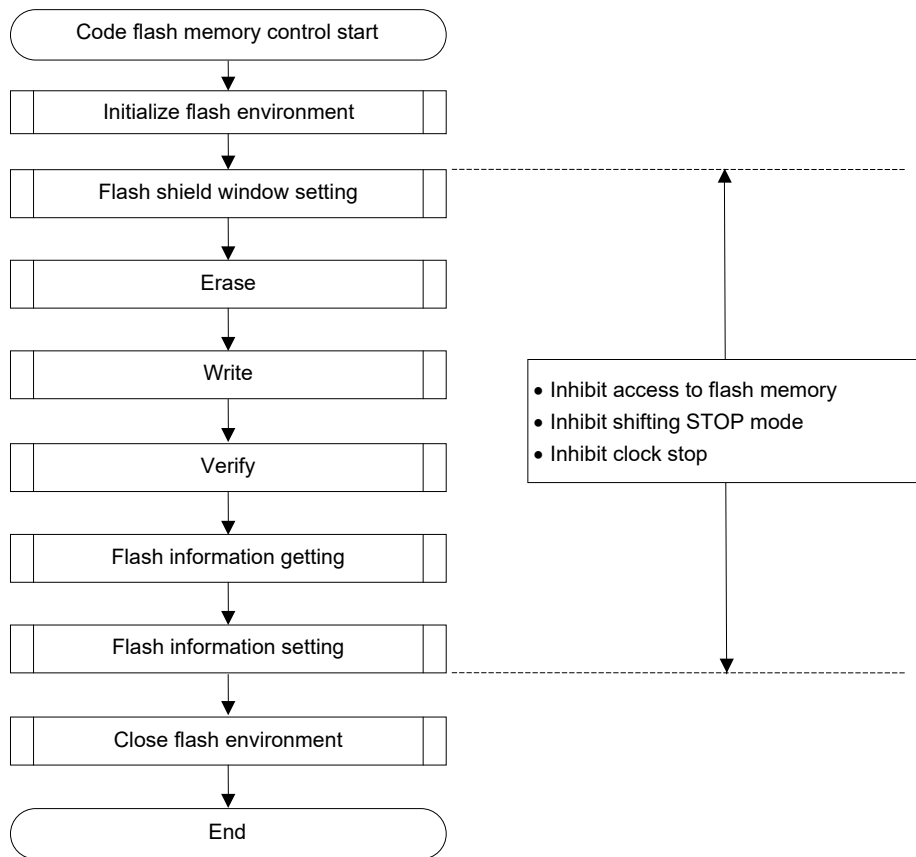 Code flash memory control start
Initialize flash environment
Flash shield window setting
Erase
Write
Verify
Flash information getting
Flash information setting
Close flash environment
End
• Inhibit access to flash memory
• Inhibit shifting STOP mode
• Inhibit clock stop